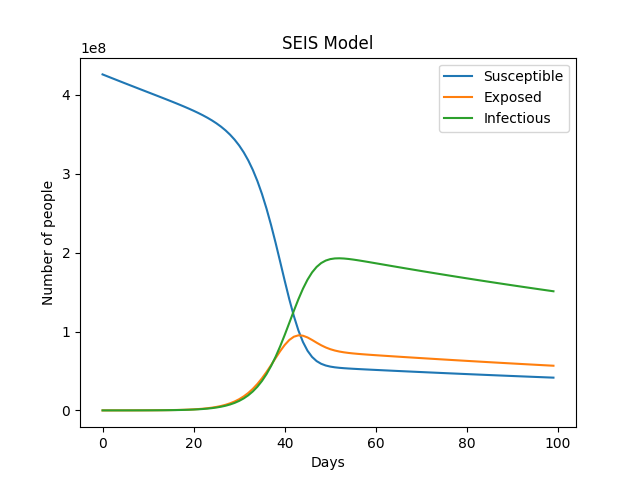 SEIS Model
1e8
Susceptible
Exposed
Infectious
4
3
2
1
0
Number of people
0 20 40 60 80 100
Days